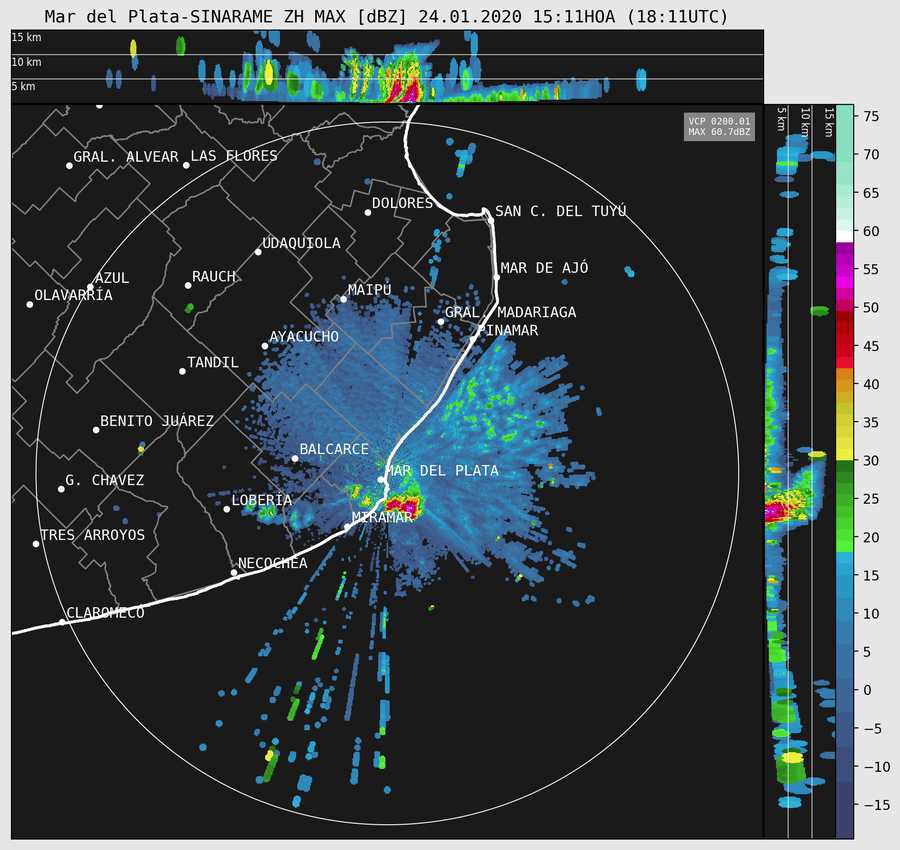 Mar del Plata-SINARAME ZH MAX [dBZ] 24.01.2020 15:11HOA (18:11UTC)
15 km
10 km
5 km
5 km
10 km
15 km
VCP 0200.01
MAX 60.7dBZ
GRAL. ALVEAR
LAS FLORES
DOLORES
SAN C. DEL TUYÚ
UDAQUIOLA
MAR DE AJÓ
AZUL
RAUCH
OLAVARRÍA
MAIPÚ
GRAL. MADARIAGA
PINAMAR
AYACUCHO
TANDIL
BENITO JUÁREZ
BALCARCE
MAR DEL PLATA
G. CHAVEZ
LOBERÍA
MIRAMAR
TRES ARROYOS
NECOCHEA
CLAROMECÓ
75
70
65
60
55
50
45
40
35
30
25
20
15
10
5
0
−5
−10
−15